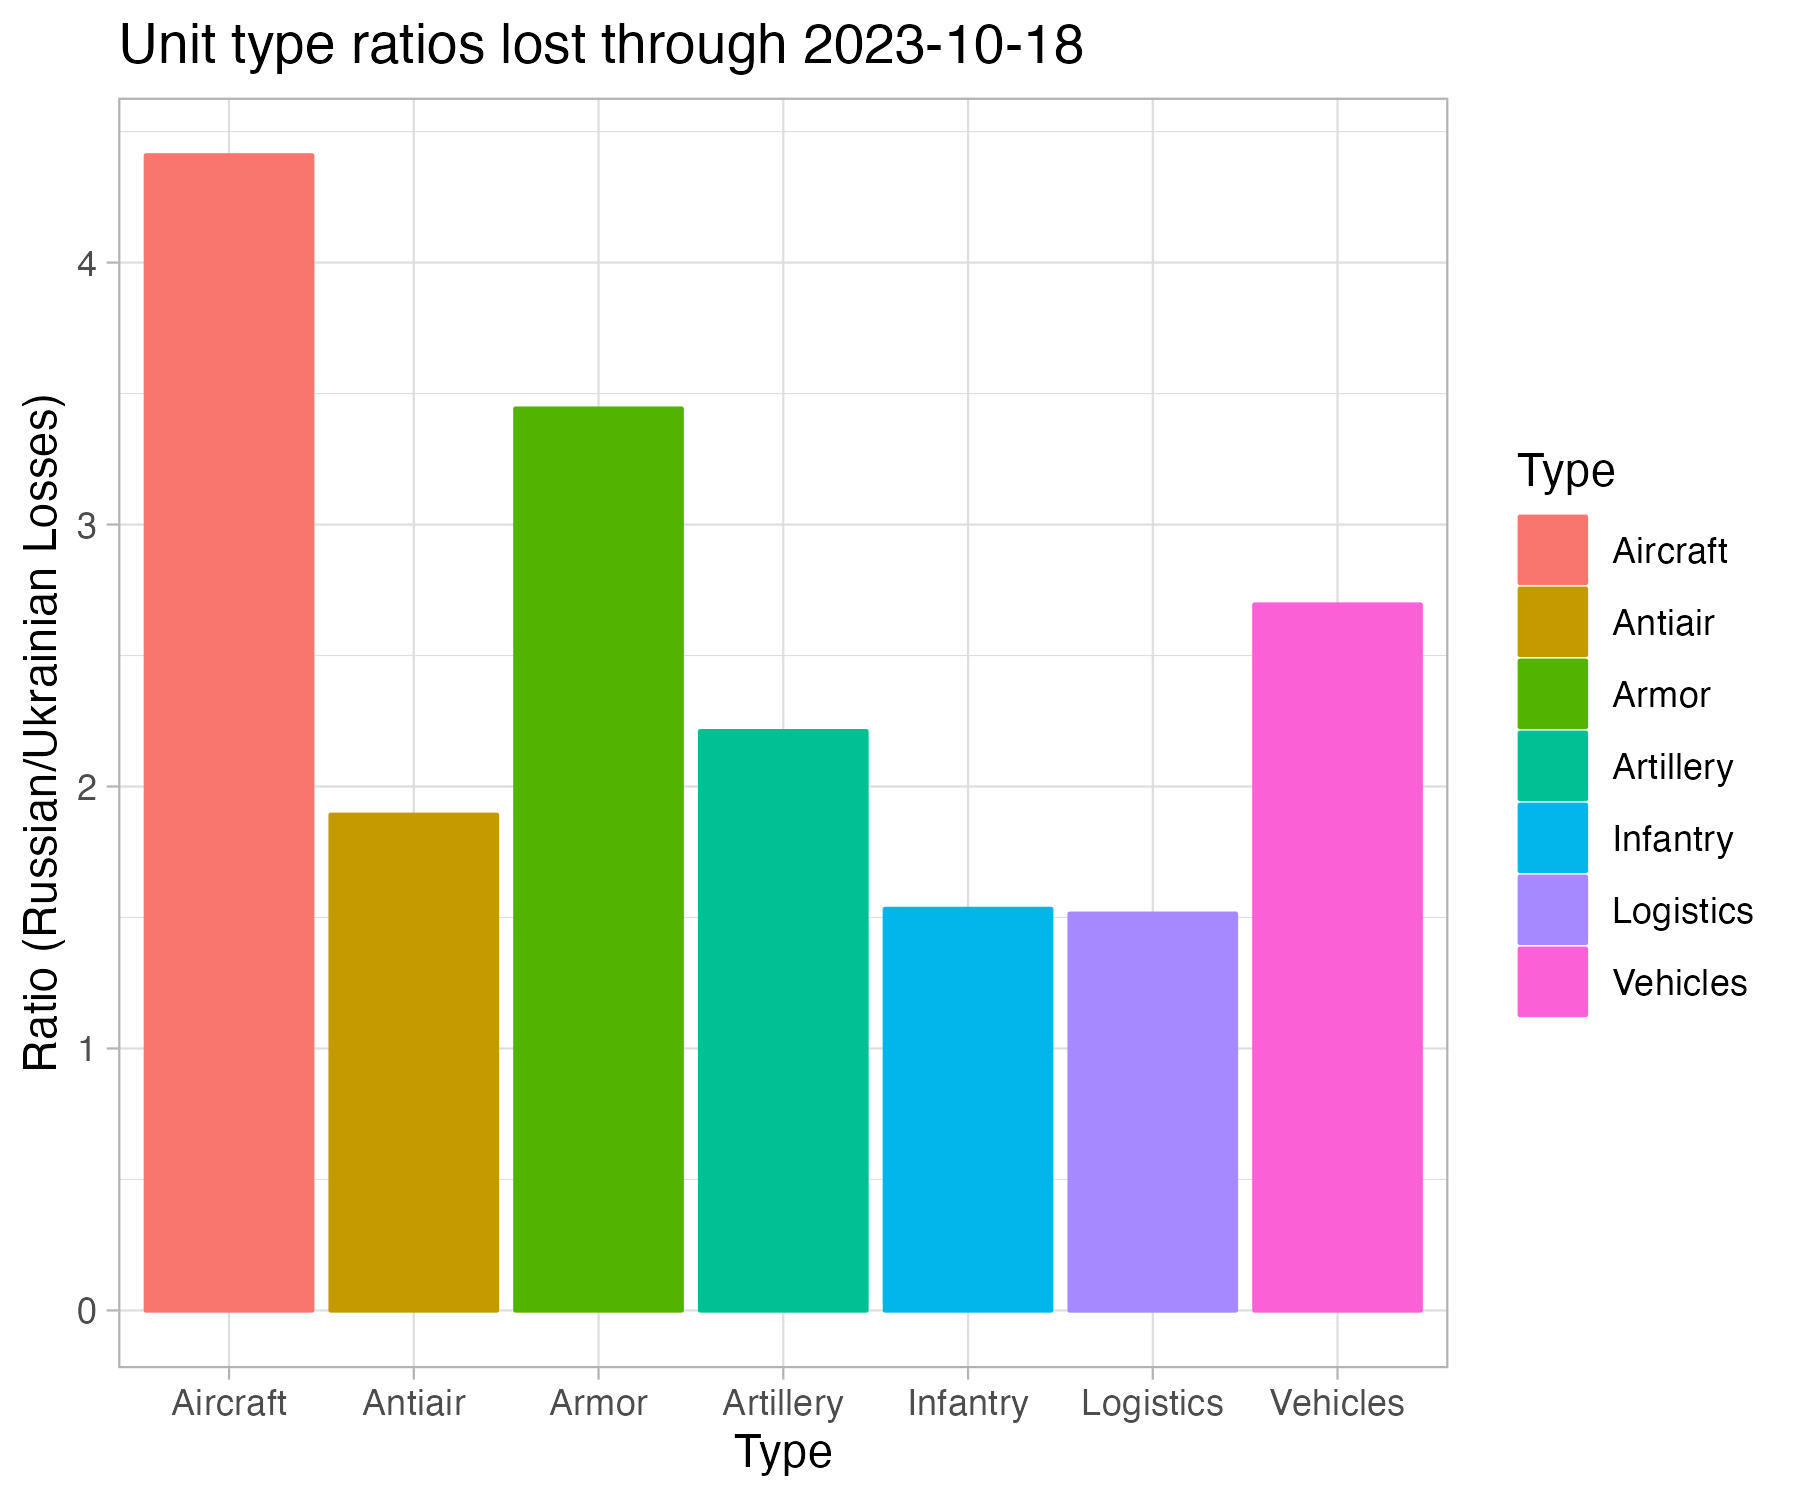 Unit type ratios lost through 2023-10-18
Ratio (Russian/Ukrainian Losses)
4
3
2
1
0
Aircraft Antiair Armor Artillery Infantry Logistics Vehicles
Type
Type
Aircraft
Antiair
Armor
Artillery
Infantry
Logistics
Vehicles